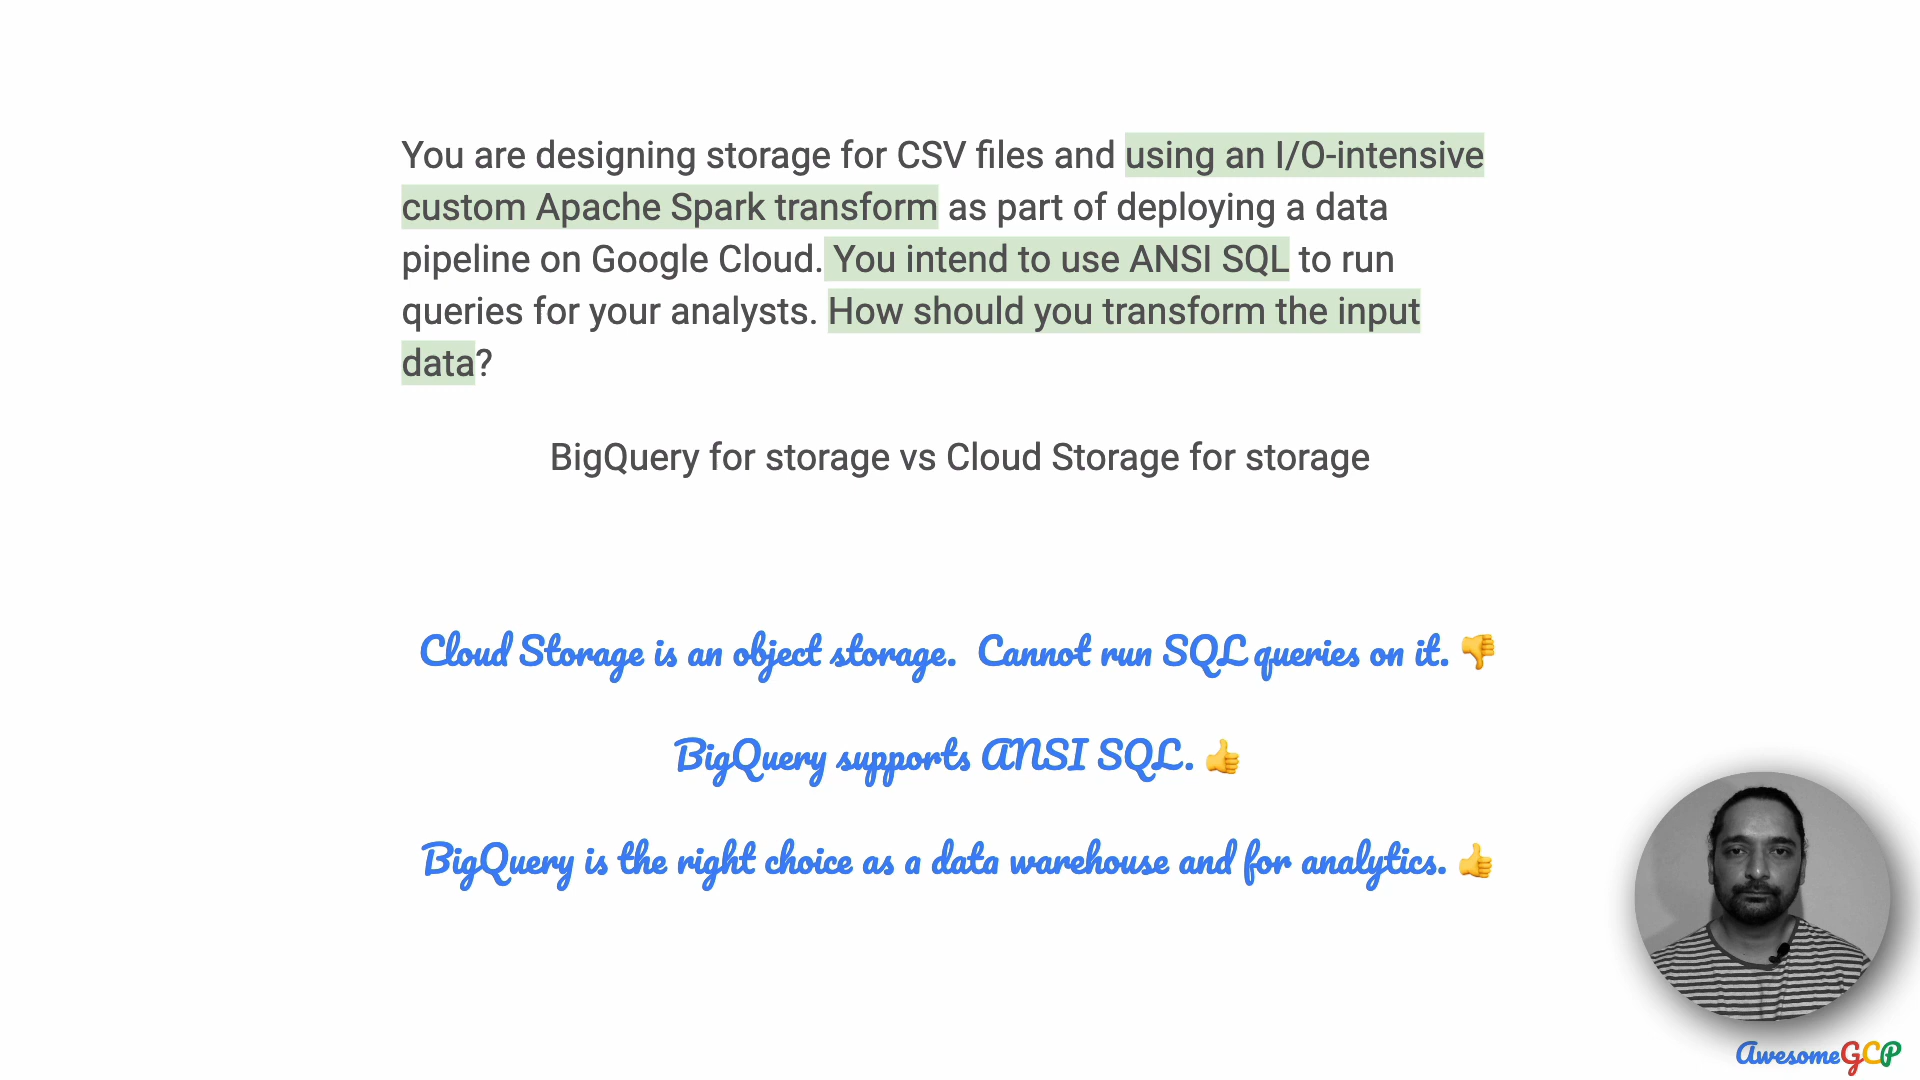 You are designing storage for CSV files and using an I/O-intensive
custom Apache Spark transform as part of deploying a data
pipeline on Google Cloud. You intend to use ANSI SQL to run
queries for your analysts. How should you transform the input
data?
BigQuery for storage vs Cloud Storage for storage
Cloud Storage is an object storage. Cannot run SQL queries on it. 👎
BigQuery supports ANSI SQL. 👍
BigQuery is the right choice as a data warehouse and for analytics. 👍
AwesomeGCP